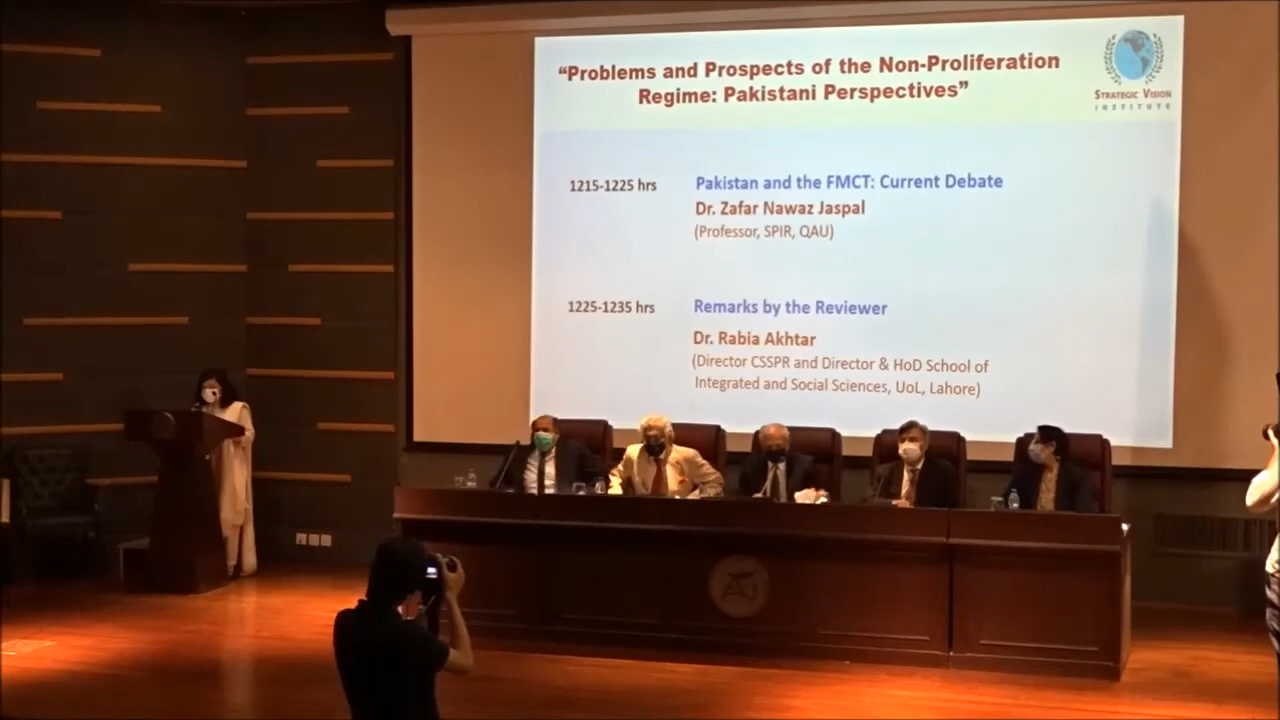 “Problems and Prospects of the Non-Proliferation
Regime: Pakistani Perspectives”
STRATEGIC VISION
INSTITUTE
1215-1225 hrs
Pakistan and the FMCT: Current Debate
Dr. Zafar Nawaz Jaspal
(Professor, SPIR, QAU)
1225-1235 hrs
Remarks by the Reviewer
Dr. Rabia Akhtar
(Director CSSPR and Director & HoD School of
Integrated and Social Sciences, UoL, Lahore)